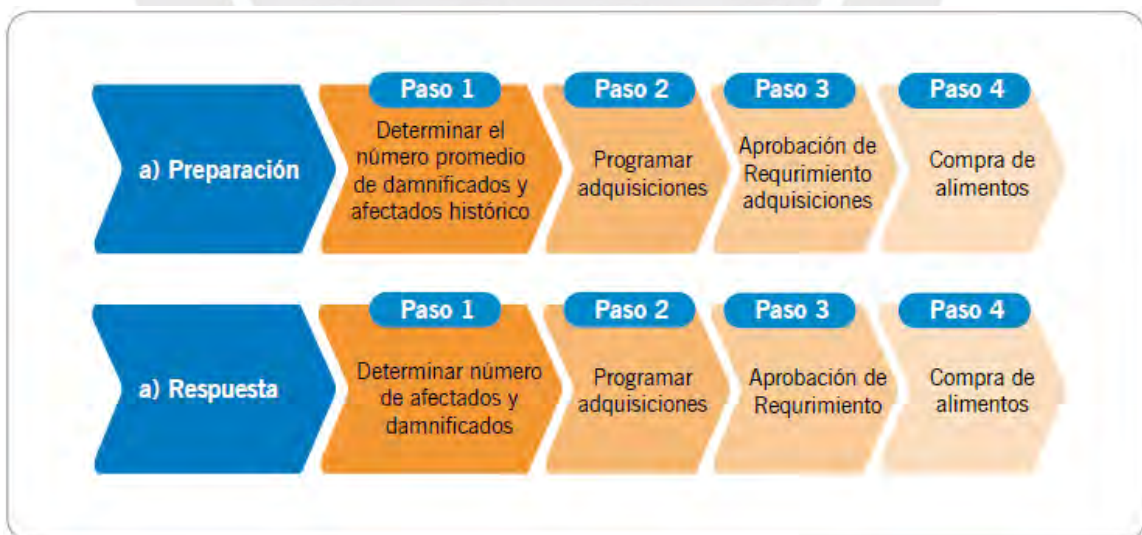 a) Preparación
Paso 1
Determinar el
número promedio
de damnificados y
afectados histórico
Paso 2
Programar
adquisiciones
Paso 3
Aprobación de
Requrimiento
adquisiciones
Paso 4
Compra de
alimentos
a) Respuesta
Paso 1
Determinar número
de afectados y
damnificados
Paso 2
Programar
adquisiciones
Paso 3
Aprobación de
Requrimiento
Paso 4
Compra de
alimentos